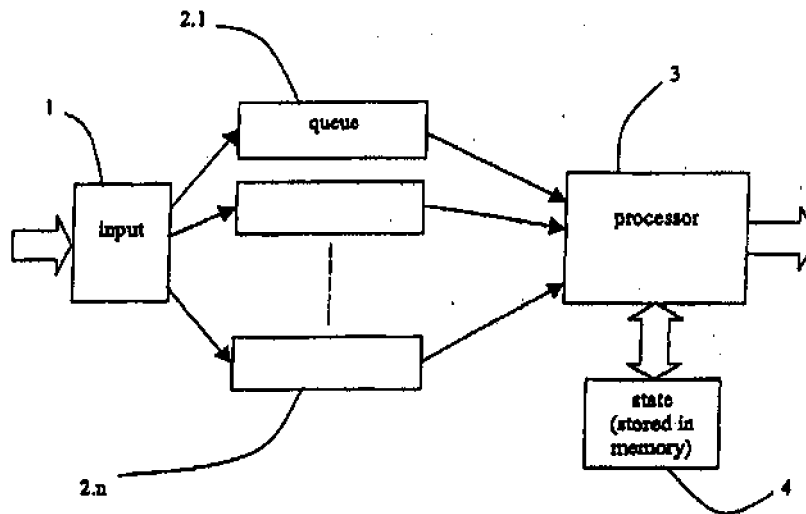 2.1
1
3
queue
input
processor
state
(stored in
memory)
2.n
4